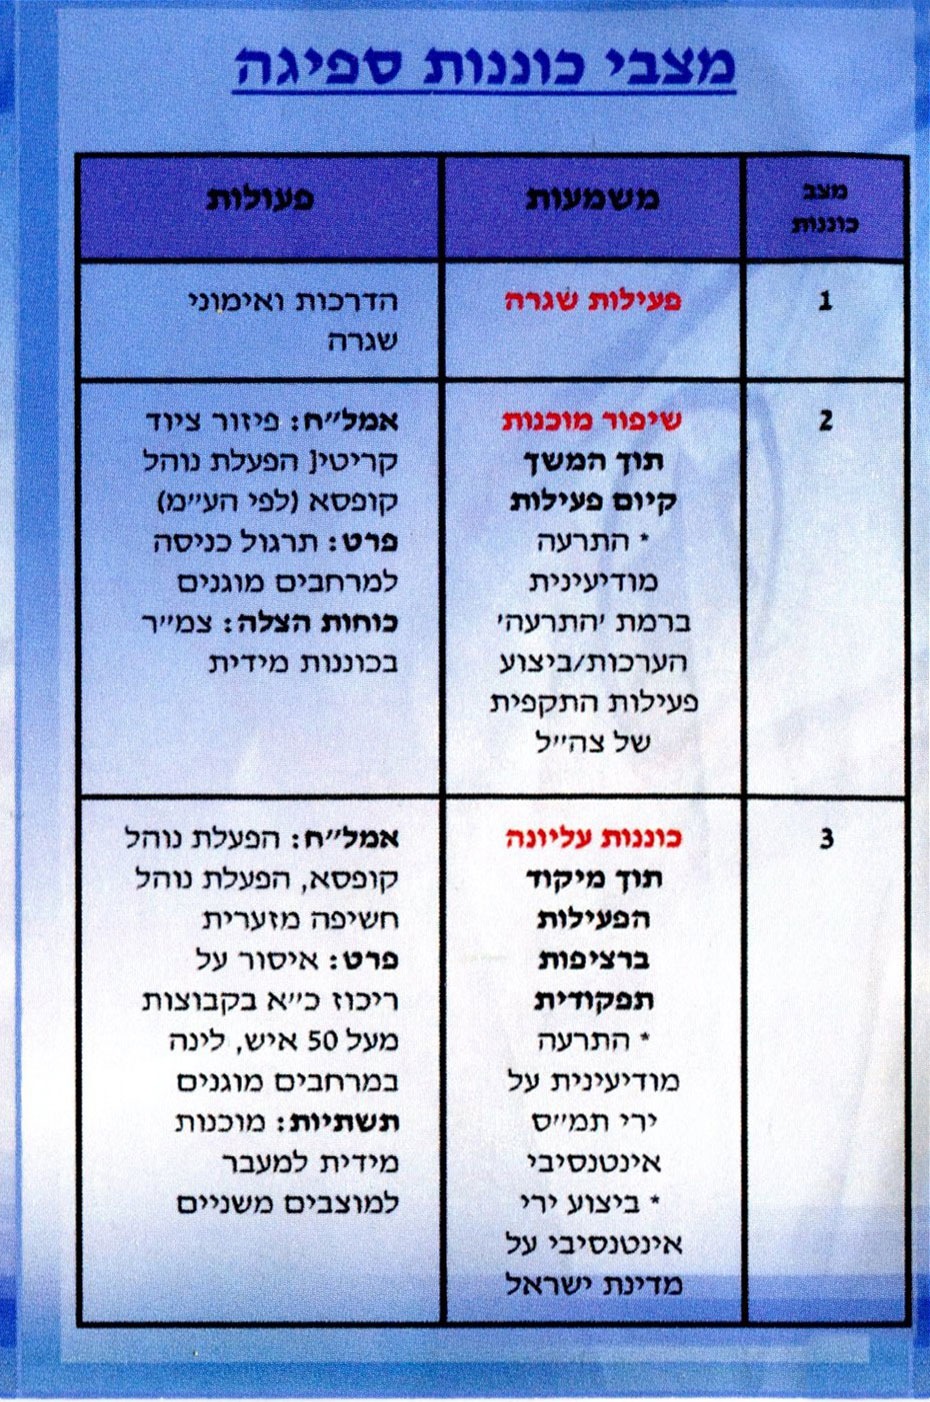 מצבי כוננות ספיגה
מצב
כוננות
משמעות
פעולות
1
פעילות שגרה
הדרכות ואימוני
שגרה
2
שיפור מוכנות
תוך המשך
קיום פעילות
* התרעה
מודיעינית
ברמת 'התרעה'
הערכות/ביצוע
פעילות התקפית
של צה"ל
אמל"ח: פיזור ציוד
קריטי[ הפעלת נוהל
קופסא (לפי הע"מ)
פרט: תרגול כניסה
למרחבים מוגנים
כוחות הצלה: צמ"ר
בכוננות מידית
3
כוננות עליונה
תוך מיקוד
הפעילות
ברציפות
תפקודית
* התרעה
מודיעינית על
ירי תמ"ס
אינטנסיבי
* ביצוע ירי
אינטנסיבי על
מדינת ישראל
אמל"ח: הפעלת נוהל
קופסא, הפעלת נוהל
חשיפה מזערית
פרט: איסור על
ריכוז כ"א בקבוצות
מעל 50 איש, לינה
במרחבים מוגנים
תשתיות: מוכנות
מידית למעבר
למוצבים משניים